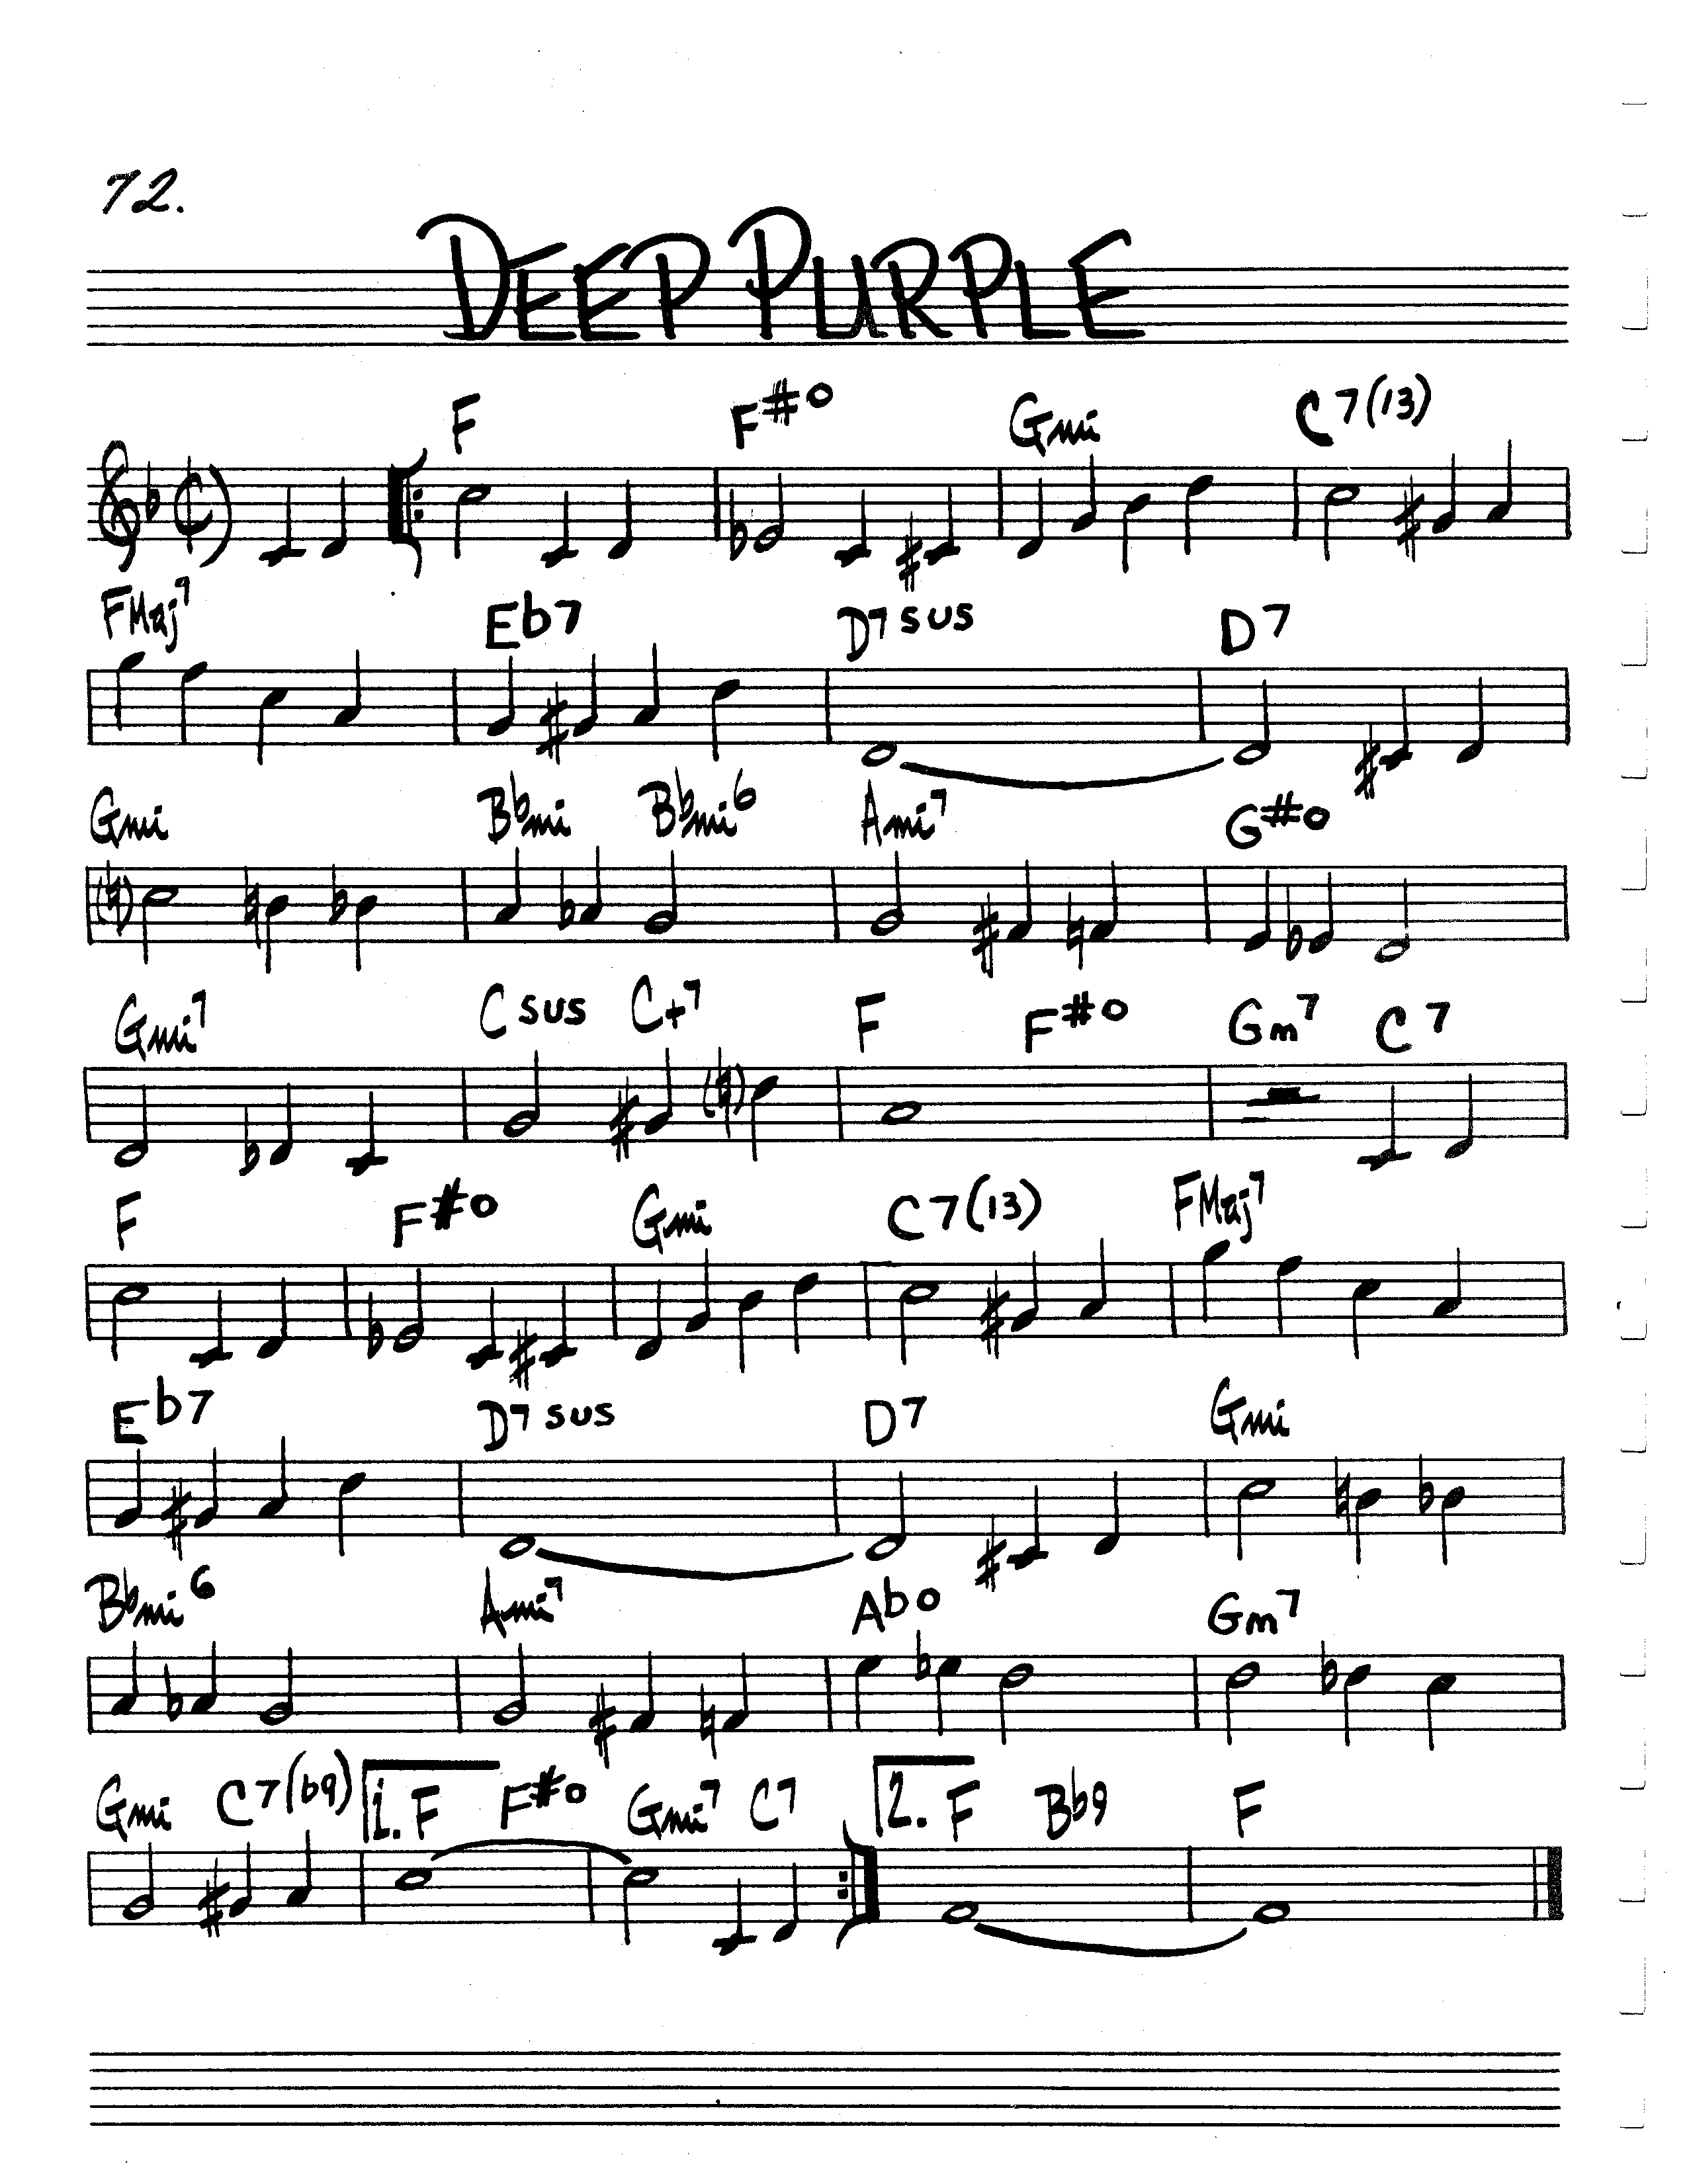 72.
DEEP PURPLE
F F#o Gmi C7(13)
FMaj7 Eb7 D7sus D7
Gmi Bbmi Bbmi6 Ami7 G#o
Gmi7 Csus C+7 F F#o Gm7 C7
F F#o Gmi C7(13) FMaj7
Eb7 D7sus D7 Gmi
Bbmi6 Ami7 Abo Gm7
Gmi C7(b9) 1. F F#o Gmi7 C7 2. F Bb9 F